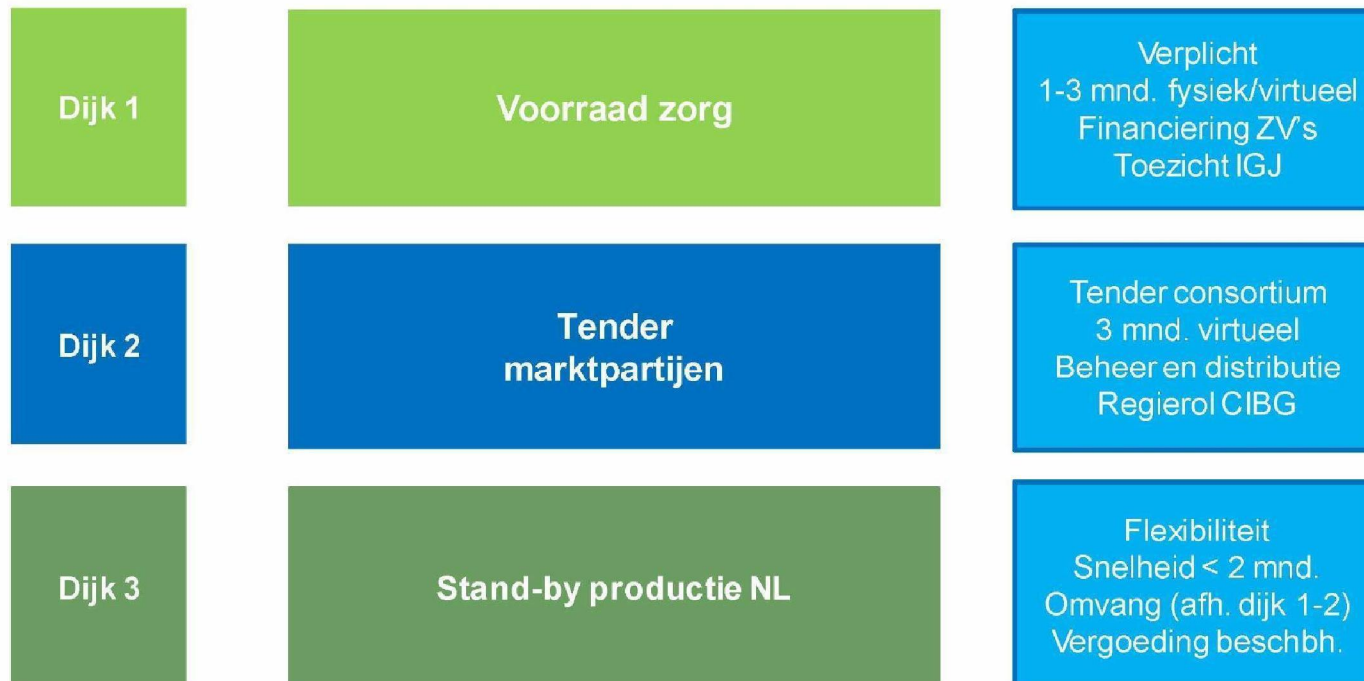 Dijk 1
Voorraad zorg
Verplicht
1-3 mnd. fysiek/virtueel
Financiering ZV's
Toezicht IGJ
Dijk 2
Tender
marktpartijen
Tender consortium
3 mnd. virtueel
Beheer en distributie
Regierol CIBG
Dijk 3
Stand-by productie NL
Flexibiliteit
Snelheid < 2 mnd.
Omvang (afh. dijk 1-2)
Vergoeding beschbh.